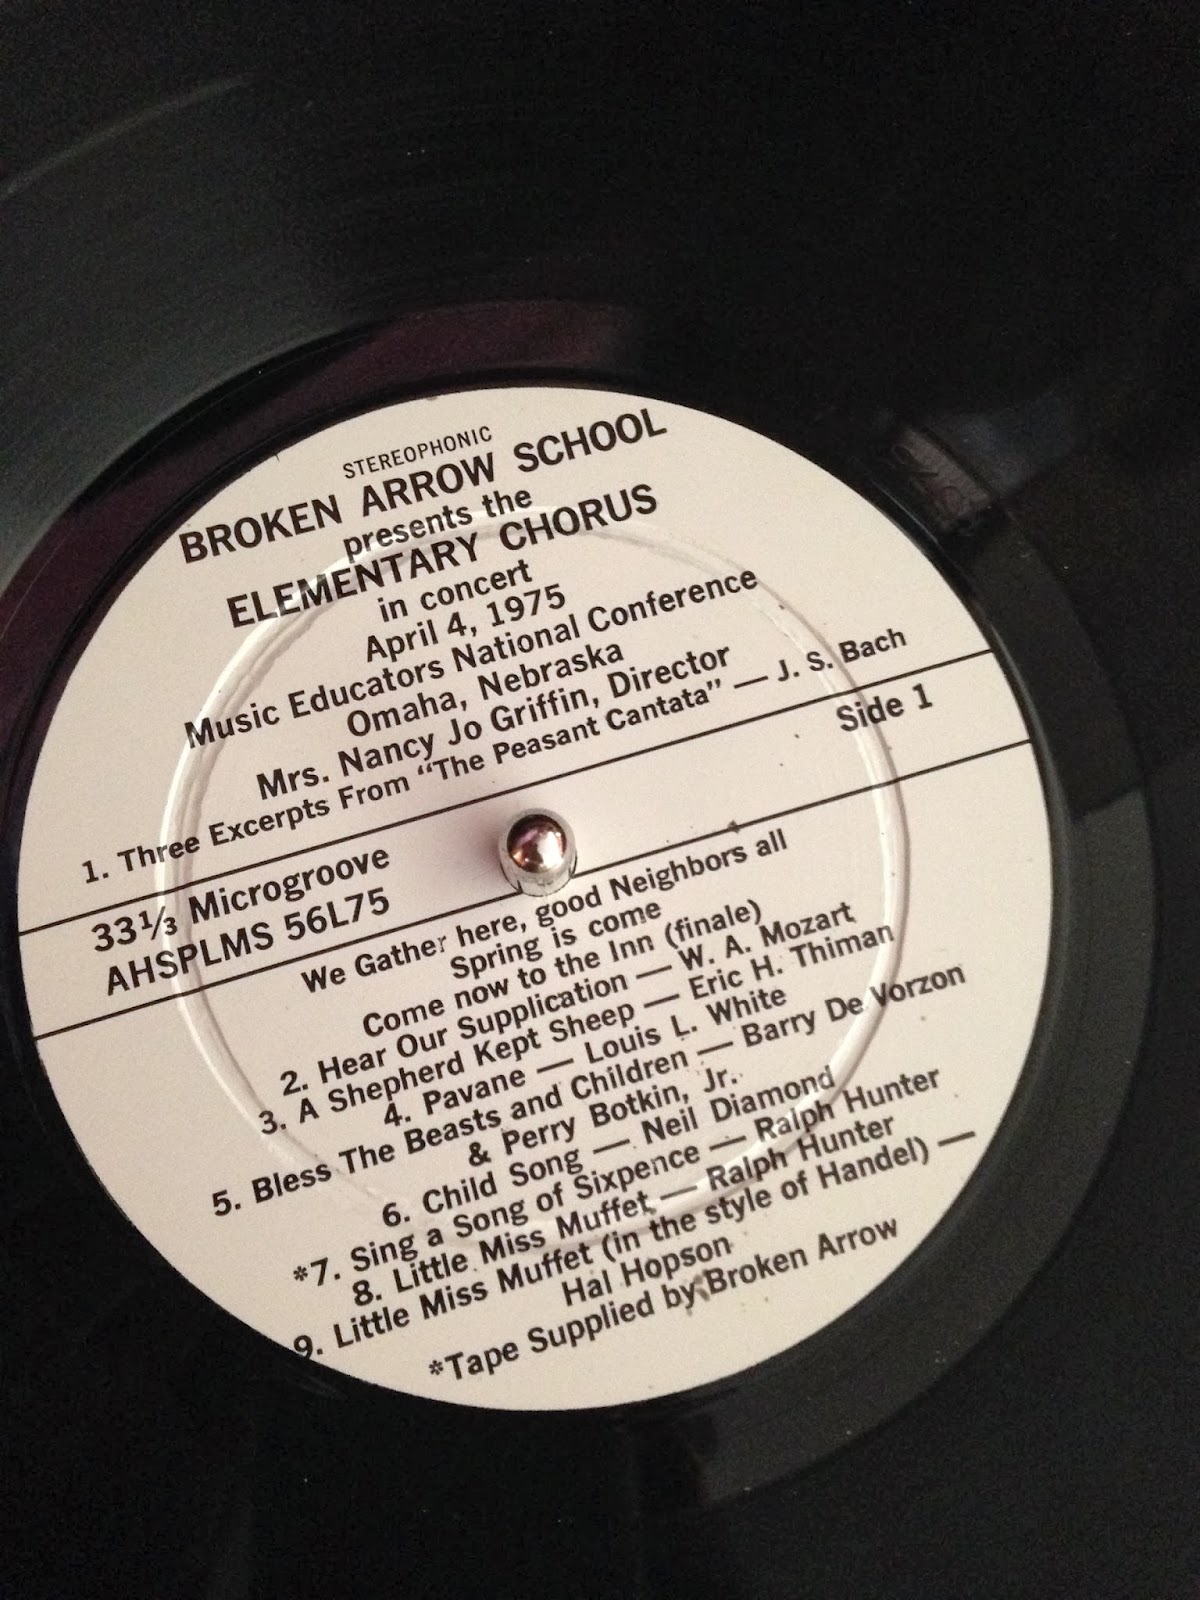 STEREOPHONIC
BROKEN ARROW SCHOOL
presents the
ELEMENTARY CHORUS
in concert
April 4, 1975
Music Educators National Conference
Omaha, Nebraska
Mrs. Nancy Jo Griffin, Director
1. Three Excerpts From “The Peasant Cantata” — J. S. Bach
Side 1
33⅓ Microgroove
AHSPLMS 56L75
We Gather here, good Neighbors all
Spring is come
Come now to the Inn (finale)
2. Hear Our Supplication — W. A. Mozart
3. A Shepherd Kept Sheep — Eric H. Thiman
4. Pavane — Louis L. White
5. Bless The Beasts and Children — Barry De Vorzon
& Perry Botkin, Jr.
6. Child Song — Neil Diamond
*7. Sing a Song of Sixpence — Ralph Hunter
8. Little Miss Muffet — Ralph Hunter
9. Little Miss Muffet (in the style of Handel) —
Hal Hopson
*Tape Supplied by Broken Arrow